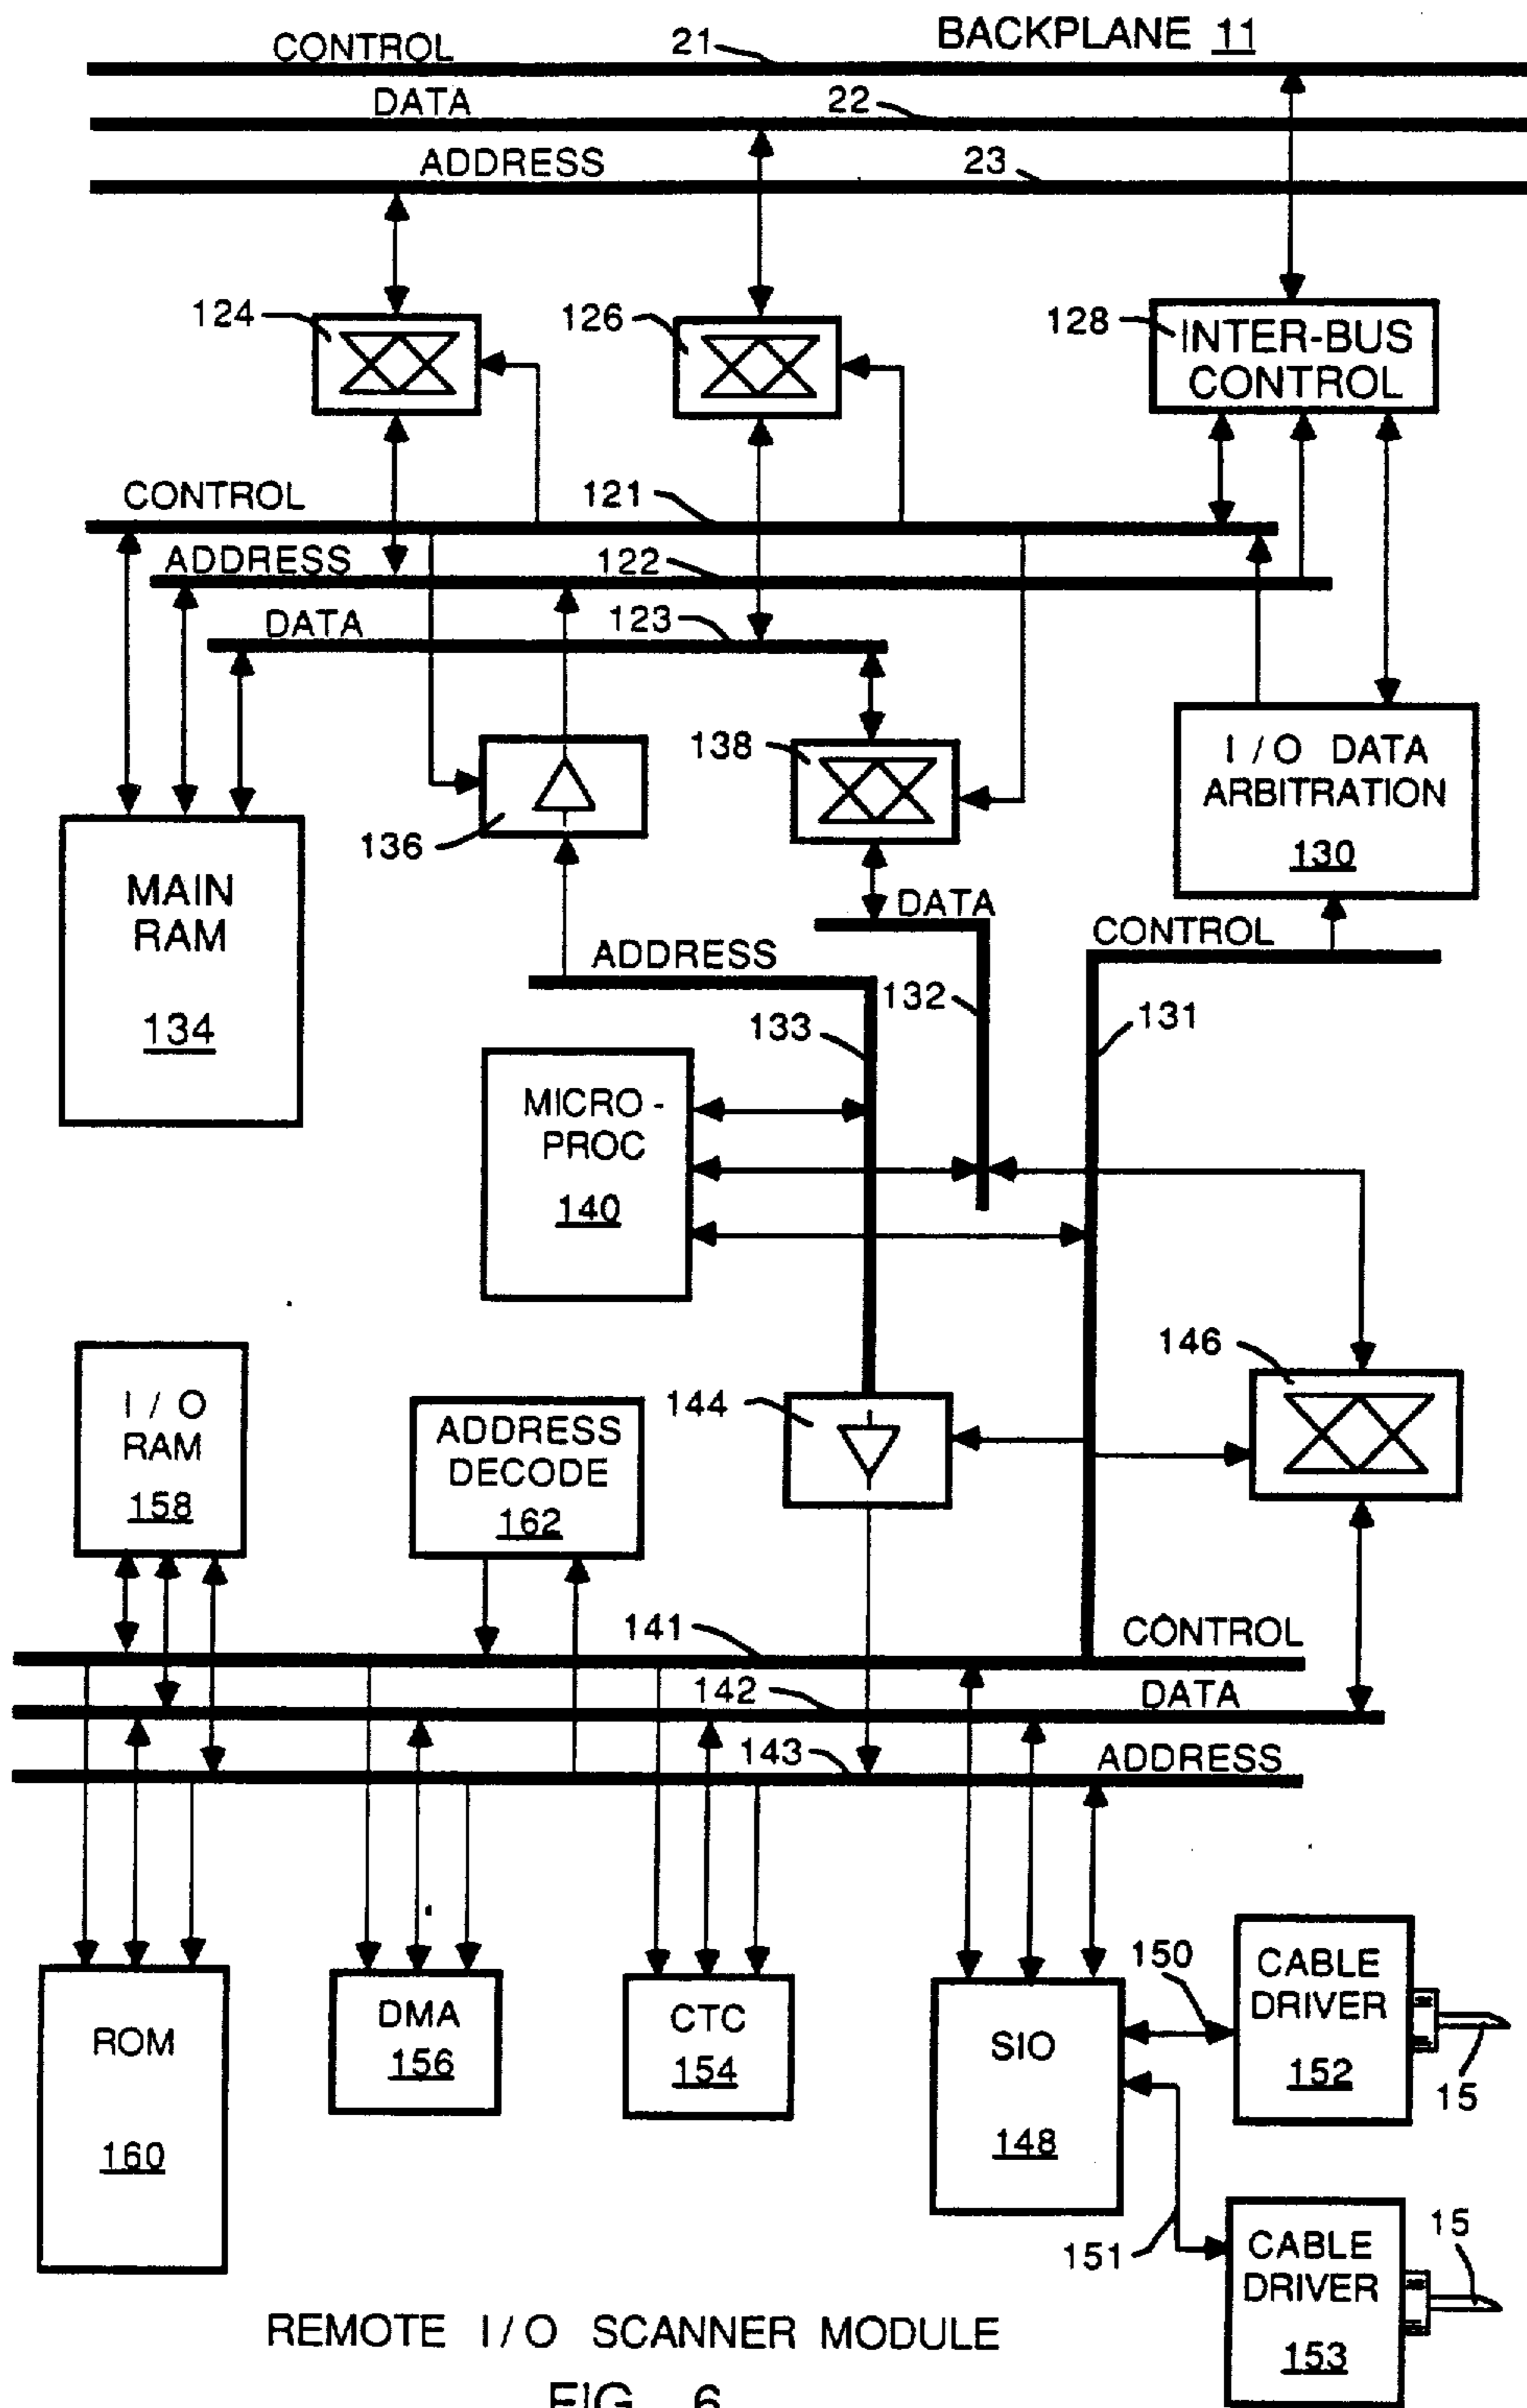 BACKPLANE 11
CONTROL 21
DATA 22
ADDRESS 23
124
126
128
INTER-BUS
CONTROL
CONTROL 121
ADDRESS 122
DATA 123
136
138
I / O DATA
ARBITRATION
130
MAIN
RAM
134
DATA
CONTROL
ADDRESS
132
133
131
MICRO -
PROC
140
146
144
I / O
RAM
158
ADDRESS
DECODE
162
141
CONTROL
142
DATA
143
ADDRESS
ROM
160
DMA
156
CTC
154
SIO
148
150
CABLE
DRIVER
152
15
151
CABLE
DRIVER
153
15
REMOTE I / O SCANNER MODULE
FIG. 6